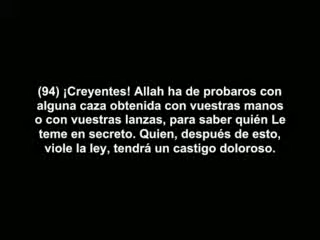 (94) ¡Creyentes! Allah ha de probaros con
alguna caza obtenida con vuestras manos
o con vuestras lanzas, para saber quién Le
teme en secreto. Quien, después de esto,
viole la ley, tendrá un castigo doloroso.